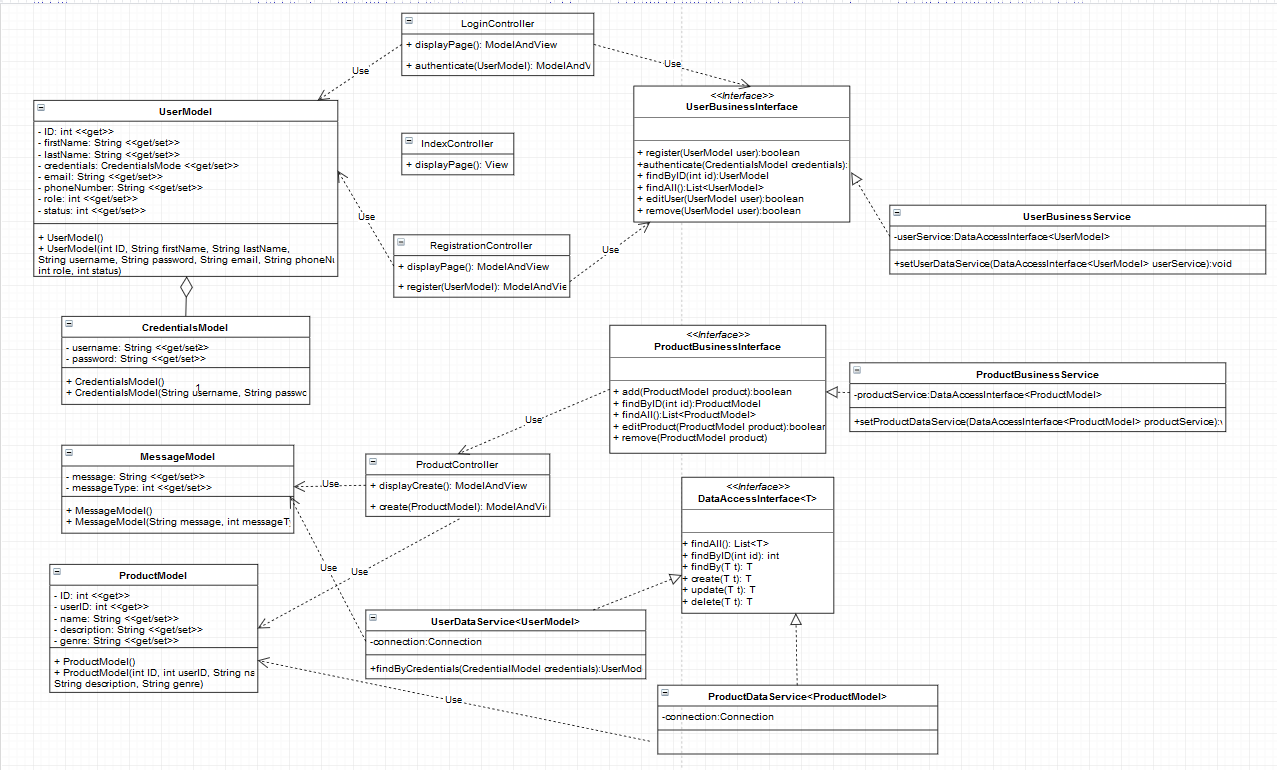 LoginController
+ displayPage(): ModelAndView
+ authenticate(UserModel): ModelAndV
Use
Use
<<Interface>>
UserBusinessInterface
+ register(UserModel user):boolean
+authenticate(CredentialsModel credentials):
+ findByID(int id):UserModel
+ findAll():List<UserModel>
+ editUser(UserModel user):boolean
+ remove(UserModel user):boolean
UserModel
- ID: int <<get>>
- firstName: String <<get/set>>
- lastName: String <<get/set>>
- credentials: CredentialsMode <<get/set>>
- email: String <<get/set>>
- phoneNumber: String <<get/set>>
- role: int <<get/set>>
- status: int <<get/set>>
+ UserModel()
+ UserModel(int ID, String firstName, String lastName,
String username, String password, String email, String phoneNu
int role, int status)
IndexController
+ displayPage(): View
Use
RegistrationController
+ displayPage(): ModelAndView
+ register(UserModel): ModelAndVie
Use
UserBusinessService
-userService:DataAccessInterface<UserModel>
+setUserDataService(DataAccessInterface<UserModel> userService):void
CredentialsModel
- username: String <<get/set>>
- password: String <<get/set>>
+ CredentialsModel()
+ CredentialsModel(String username, String passwo
1
<<Interface>>
ProductBusinessInterface
+ add(ProductModel product):boolean
+ findByID(int id):ProductModel
+ findAll():List<ProductModel>
+ editProduct(ProductModel product):boolean
+ remove(ProductModel product)
ProductBusinessService
-productService:DataAccessInterface<ProductModel>
+setProductDataService(DataAccessInterface<ProductModel> productService):v
Use
MessageModel
- message: String <<get/set>>
- messageType: int <<get/set>>
+ MessageModel()
+ MessageModel(String message, int messageT
Use
ProductController
+ displayCreate(): ModelAndView
+ create(ProductModel): ModelAndVi
<<Interface>>
DataAccessInterface<T>
+ findAll(): List<T>
+ findByID(int id): int
+ findBy(T t): T
+ create(T t): T
+ update(T t): T
+ delete(T t): T
Use
Use
ProductModel
- ID: int <<get>>
- userID: int <<get>>
- name: String <<get/set>>
- description: String <<get/set>>
- genre: String <<get/set>>
+ ProductModel()
+ ProductModel(int ID, int userID, String na
String description, String genre)
UserDataService<UserModel>
-connection:Connection
+findByCredentials(CredentialModel credentials):UserMod
Use
ProductDataService<ProductModel>
-connection:Connection